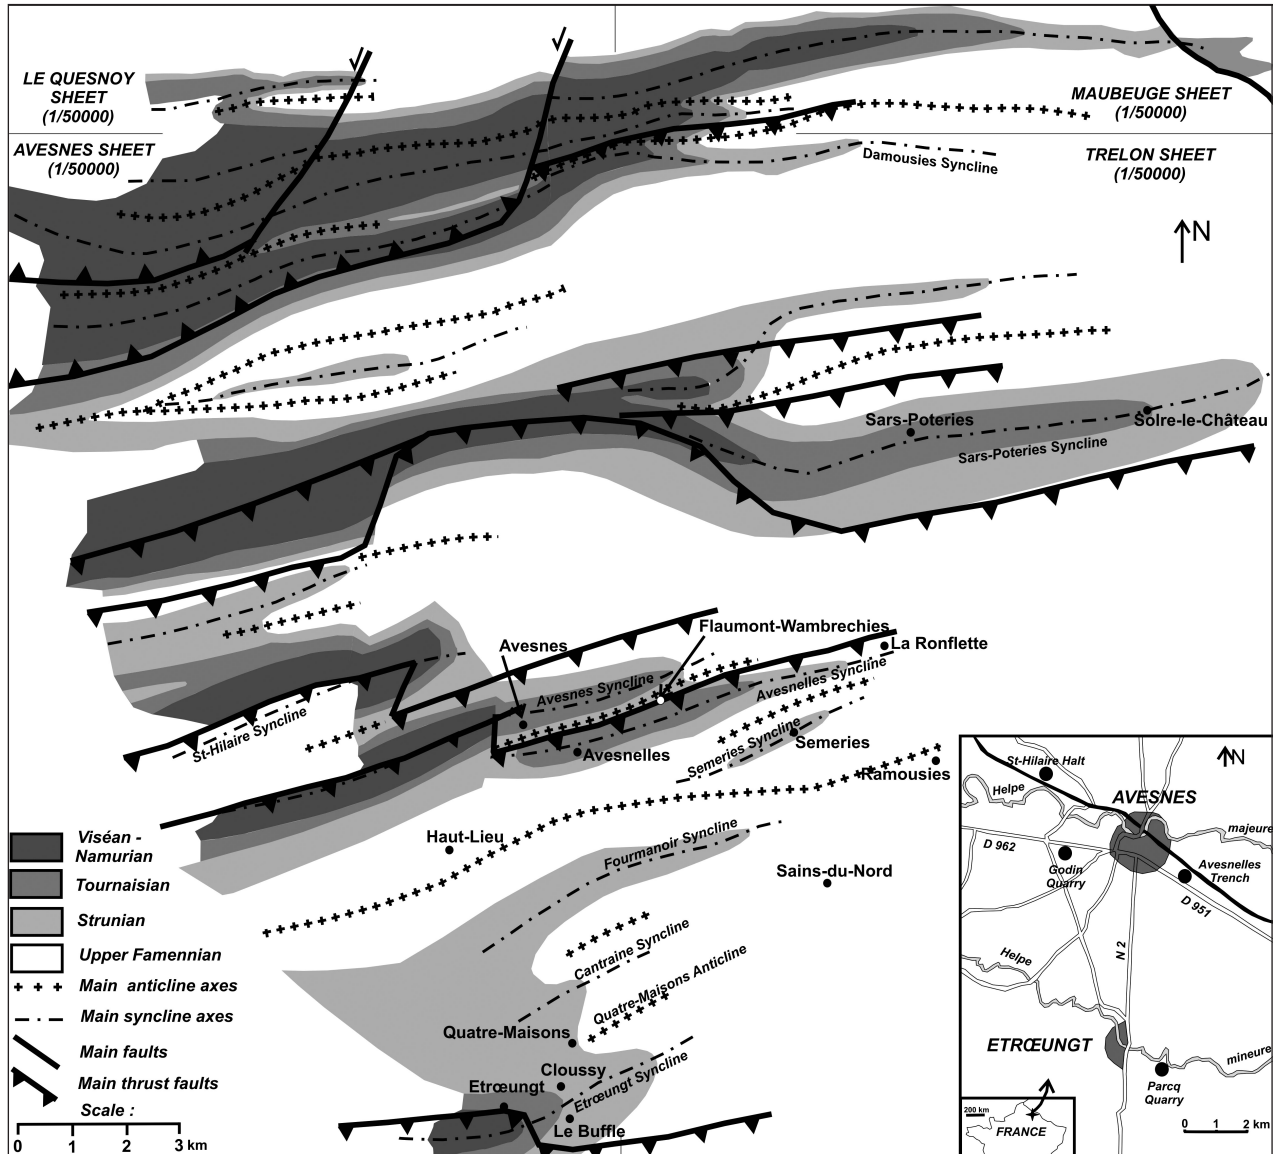 LE QUESNOY
SHEET
(1/50000)
AVESNES SHEET
(1/50000)
MAUBEUGE SHEET
(1/50000)
TRELON SHEET
(1/50000)
Damousies Syncline
N
Sars-Poteries
Solre-le-Château
Sars-Poteries Syncline
Flaumont-Wambrechies
Avesnes
La Ronflette
Avesnes Syncline
Avesnelles Syncline
St-Hilaire Syncline
Semeries Syncline
Semeries
Avesnelles
Ramousies
Haut-Lieu
Fourmanoir Syncline
Sains-du-Nord
Cantraine Syncline
Quatre-Maisons Anticline
Quatre-Maisons
Cloussy
Etrœungt
Etrœungt Syncline
Le Buffle
Viséan -
Namurian
Tournaisian
Strunian
Upper Famennian
Main anticline axes
Main syncline axes
Main faults
Main thrust faults
Scale :
0 1 2 3 km
St-Hilaire Halt
N
Helpe
AVESNES
majeure
D 962
Godin
Quarry
Avesnelles
Trench
D 951
N 2
Helpe
ETRŒUNGT
mineure
Parcq
Quarry
200 km
FRANCE
0 1 2 km